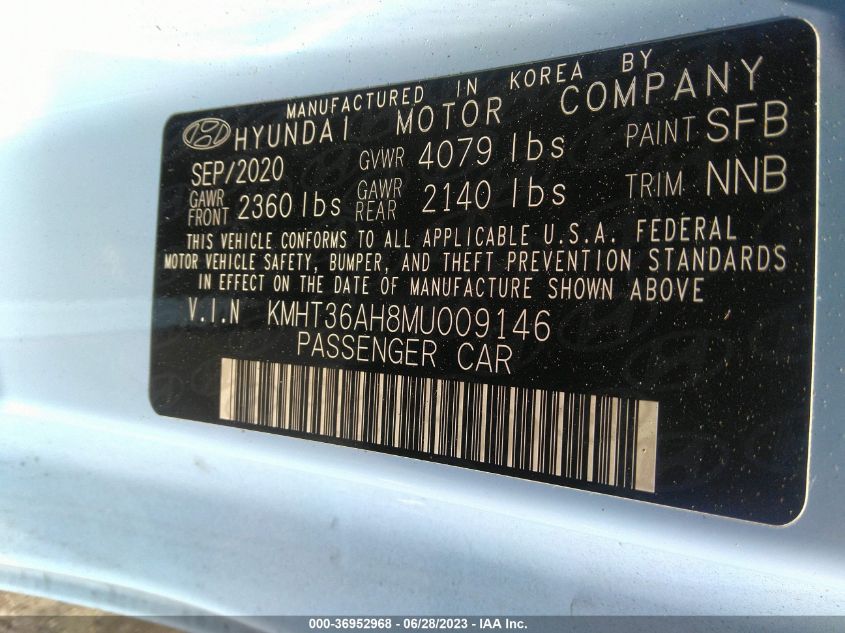 MANUFACTURED IN KOREA BY
HYUNDAI MOTOR COMPANY
SEP/2020 GVWR 4079 lbs PAINT SFB
GAWR FRONT 2360 lbs GAWR REAR 2140 lbs TRIM NNB
THIS VEHICLE CONFORMS TO ALL APPLICABLE U.S.A. FEDERAL
MOTOR VEHICLE SAFETY, BUMPER, AND THEFT PREVENTION STANDARDS
IN EFFECT ON THE DATE OF MANUFACTURE SHOWN ABOVE
V.I.N KMHT36AH8MU009146
PASSENGER CAR
000-36952968 - 06/28/2023 - IAA Inc.